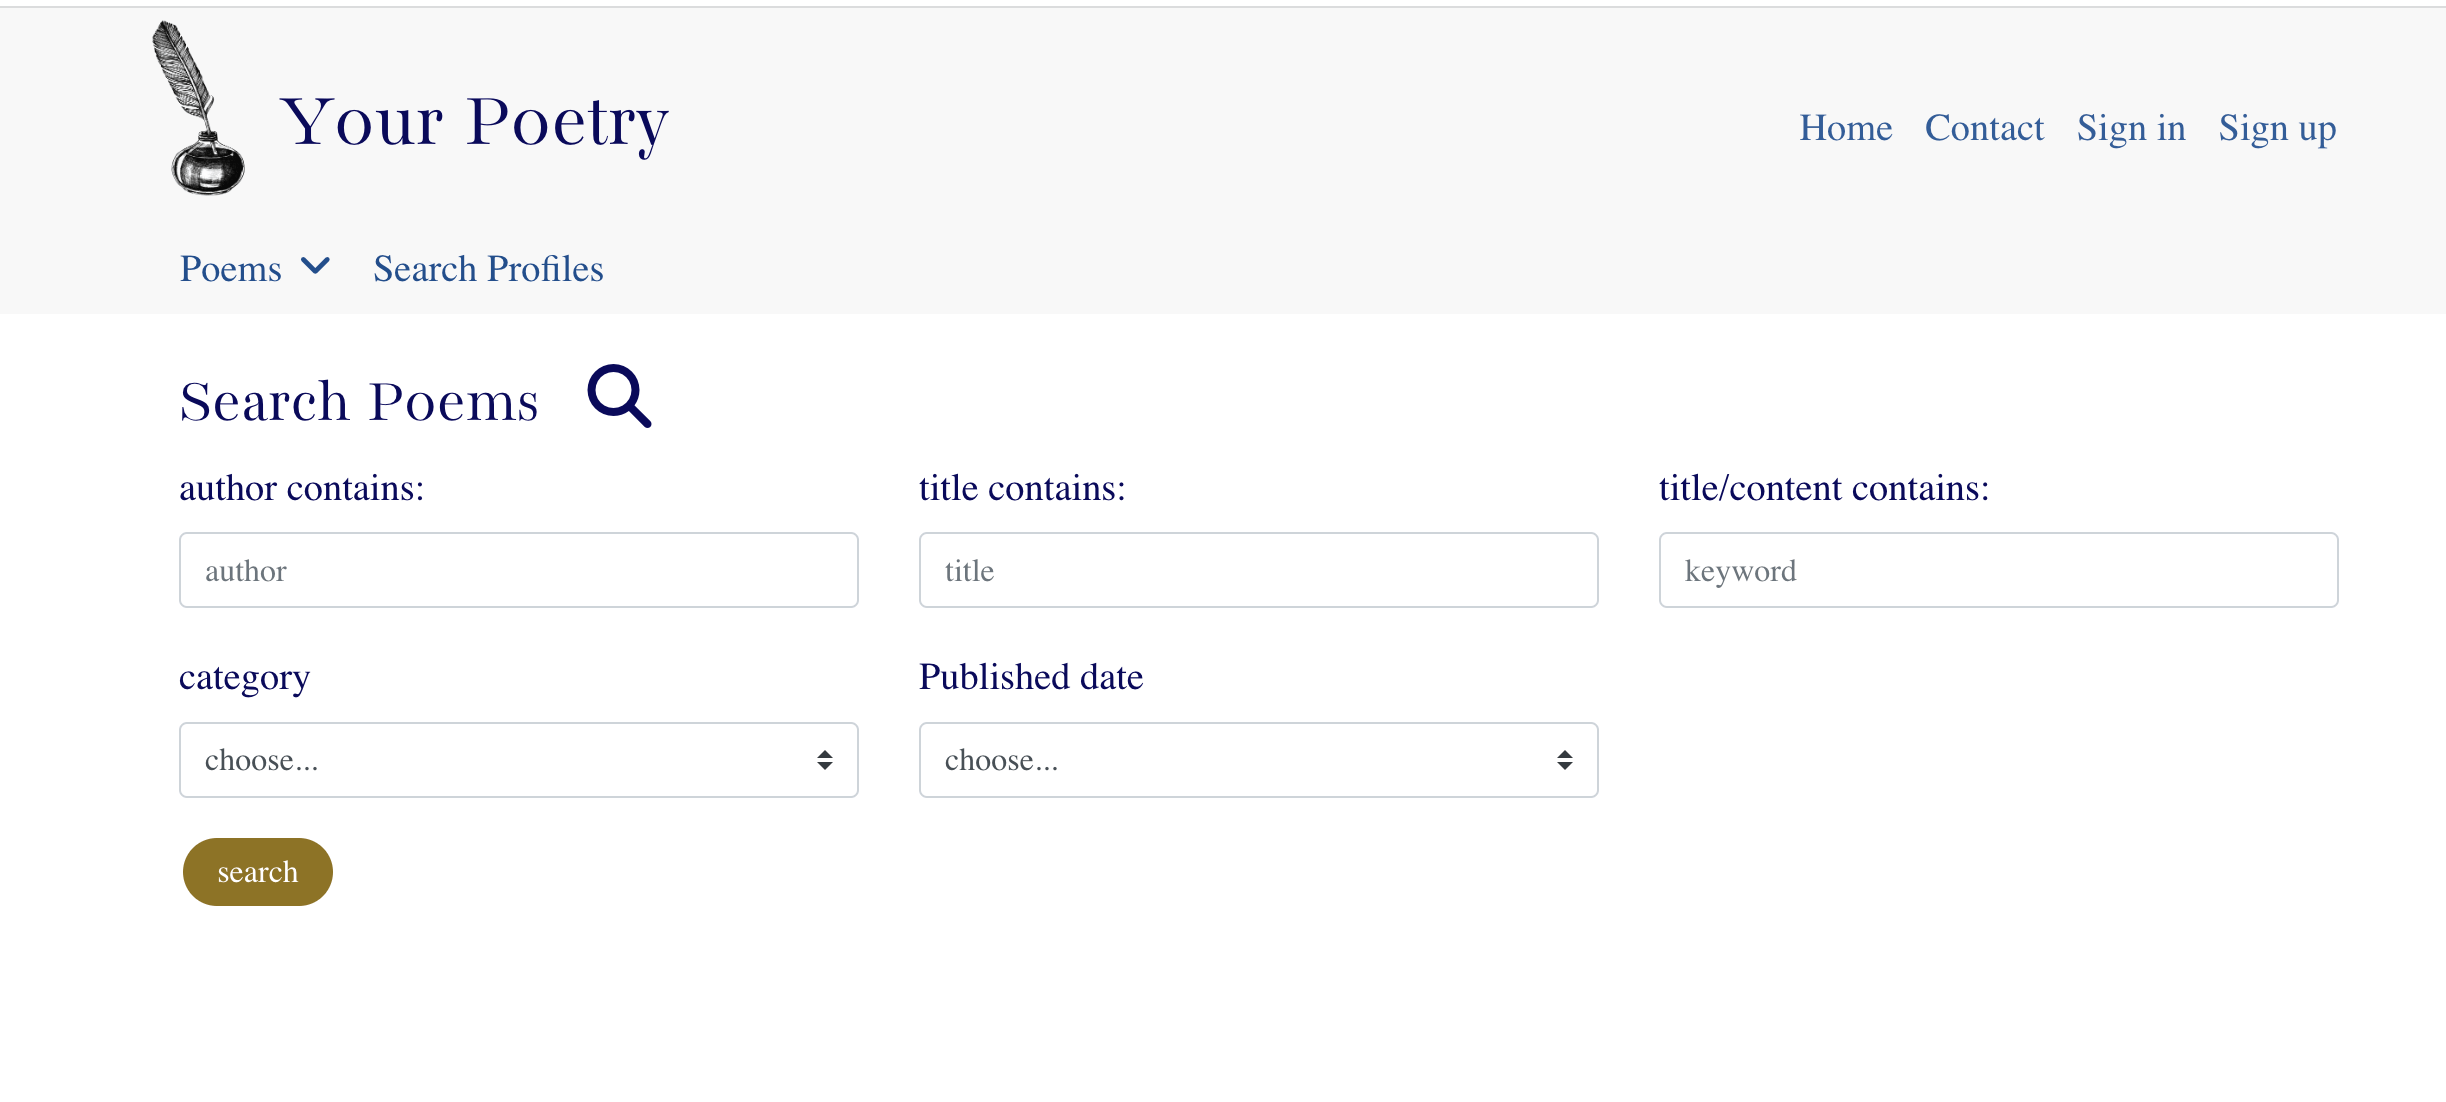 Your Poetry
Home Contact Sign in Sign up
Poems Search Profiles
Search Poems
author contains: title contains: title/content contains:
author title keyword
category Published date
choose... choose...
search